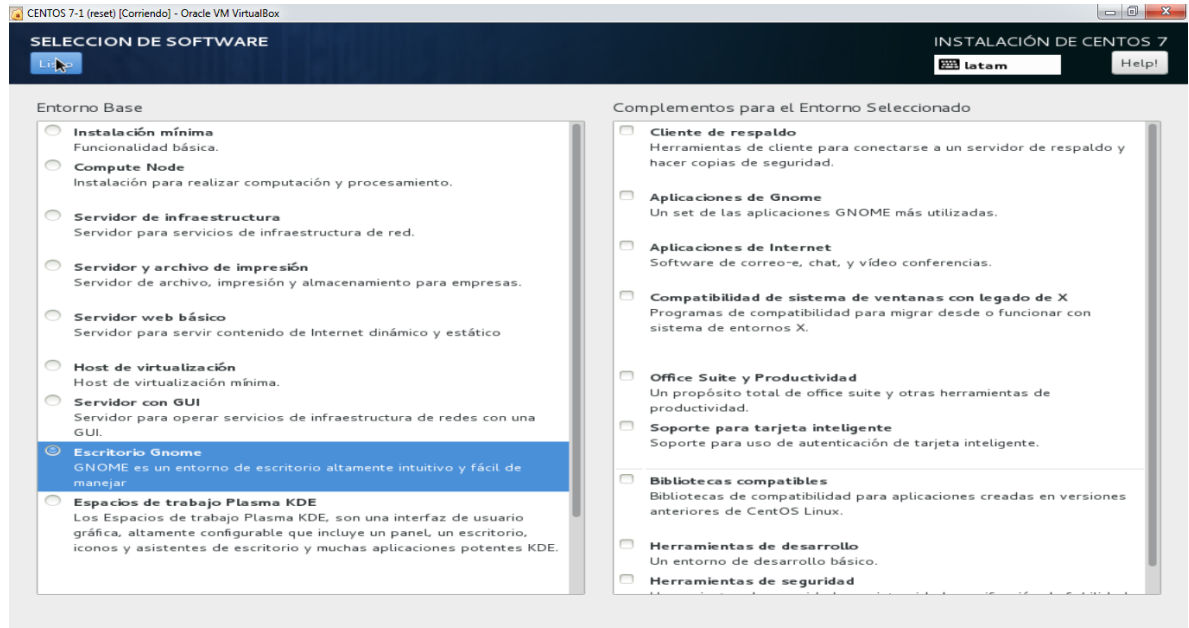 CENTOS 7-1 (reset) [Corriendo] - Oracle VM VirtualBox
SELECCION DE SOFTWARE
INSTALACIÓN DE CENTOS 7
latam
Help!
Entorno Base
Instalación mínima
Funcionalidad básica.
Compute Node
Instalación para realizar computación y procesamiento.
Servidor de infraestructura
Servidor para servicios de infraestructura de red.
Servidor y archivo de impresión
Servidor de archivo, impresión y almacenamiento para empresas.
Servidor web básico
Servidor para servir contenido de Internet dinámico y estático
Host de virtualización
Host de virtualización mínima.
Servidor con GUI
Servidor para operar servicios de infraestructura de redes con una
GUI.
Escritorio Gnome
GNOME es un entorno de escritorio altamente intuitivo y fácil de
manejar
Espacios de trabajo Plasma KDE
Los Espacios de trabajo Plasma KDE, son una interfaz de usuario
gráfica, altamente configurable que incluye un panel, un escritorio,
iconos y asistentes de escritorio y muchas aplicaciones potentes KDE.
Complementos para el Entorno Seleccionado
Cliente de respaldo
Herramientas de cliente para conectarse a un servidor de respaldo y
hacer copias de seguridad.
Aplicaciones de Gnome
Un set de las aplicaciones GNOME más utilizadas.
Aplicaciones de Internet
Software de correo-e, chat, y vídeo conferencias.
Compatibilidad de sistema de ventanas con legado de X
Programas de compatibilidad para migrar desde o funcionar con
sistema de entornos X.
Office Suite y Productividad
Un propósito total de office suite y otras herramientas de
productividad.
Soporte para tarjeta inteligente
Soporte para uso de autenticación de tarjeta inteligente.
Bibliotecas compatibles
Bibliotecas de compatibilidad para aplicaciones creadas en versiones
anteriores de CentOS Linux.
Herramientas de desarrollo
Un entorno de desarrollo básico.
Herramientas de seguridad